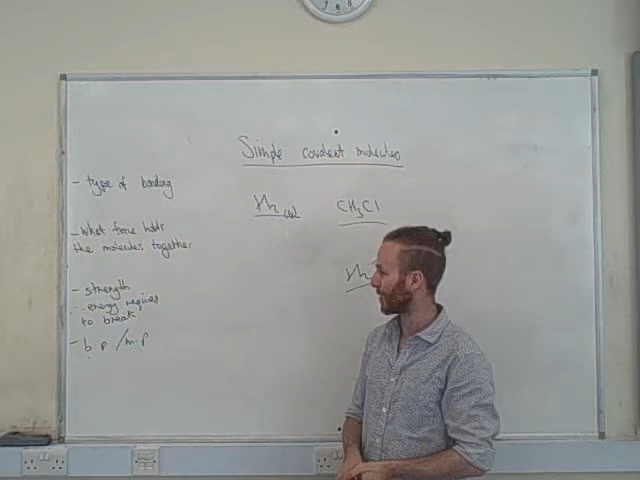 Simple covalent molecules
- type of bonding
CH3Cl
- What force holds
the molecules together
- strength
∴ energy required
to break
- b.p /m.p